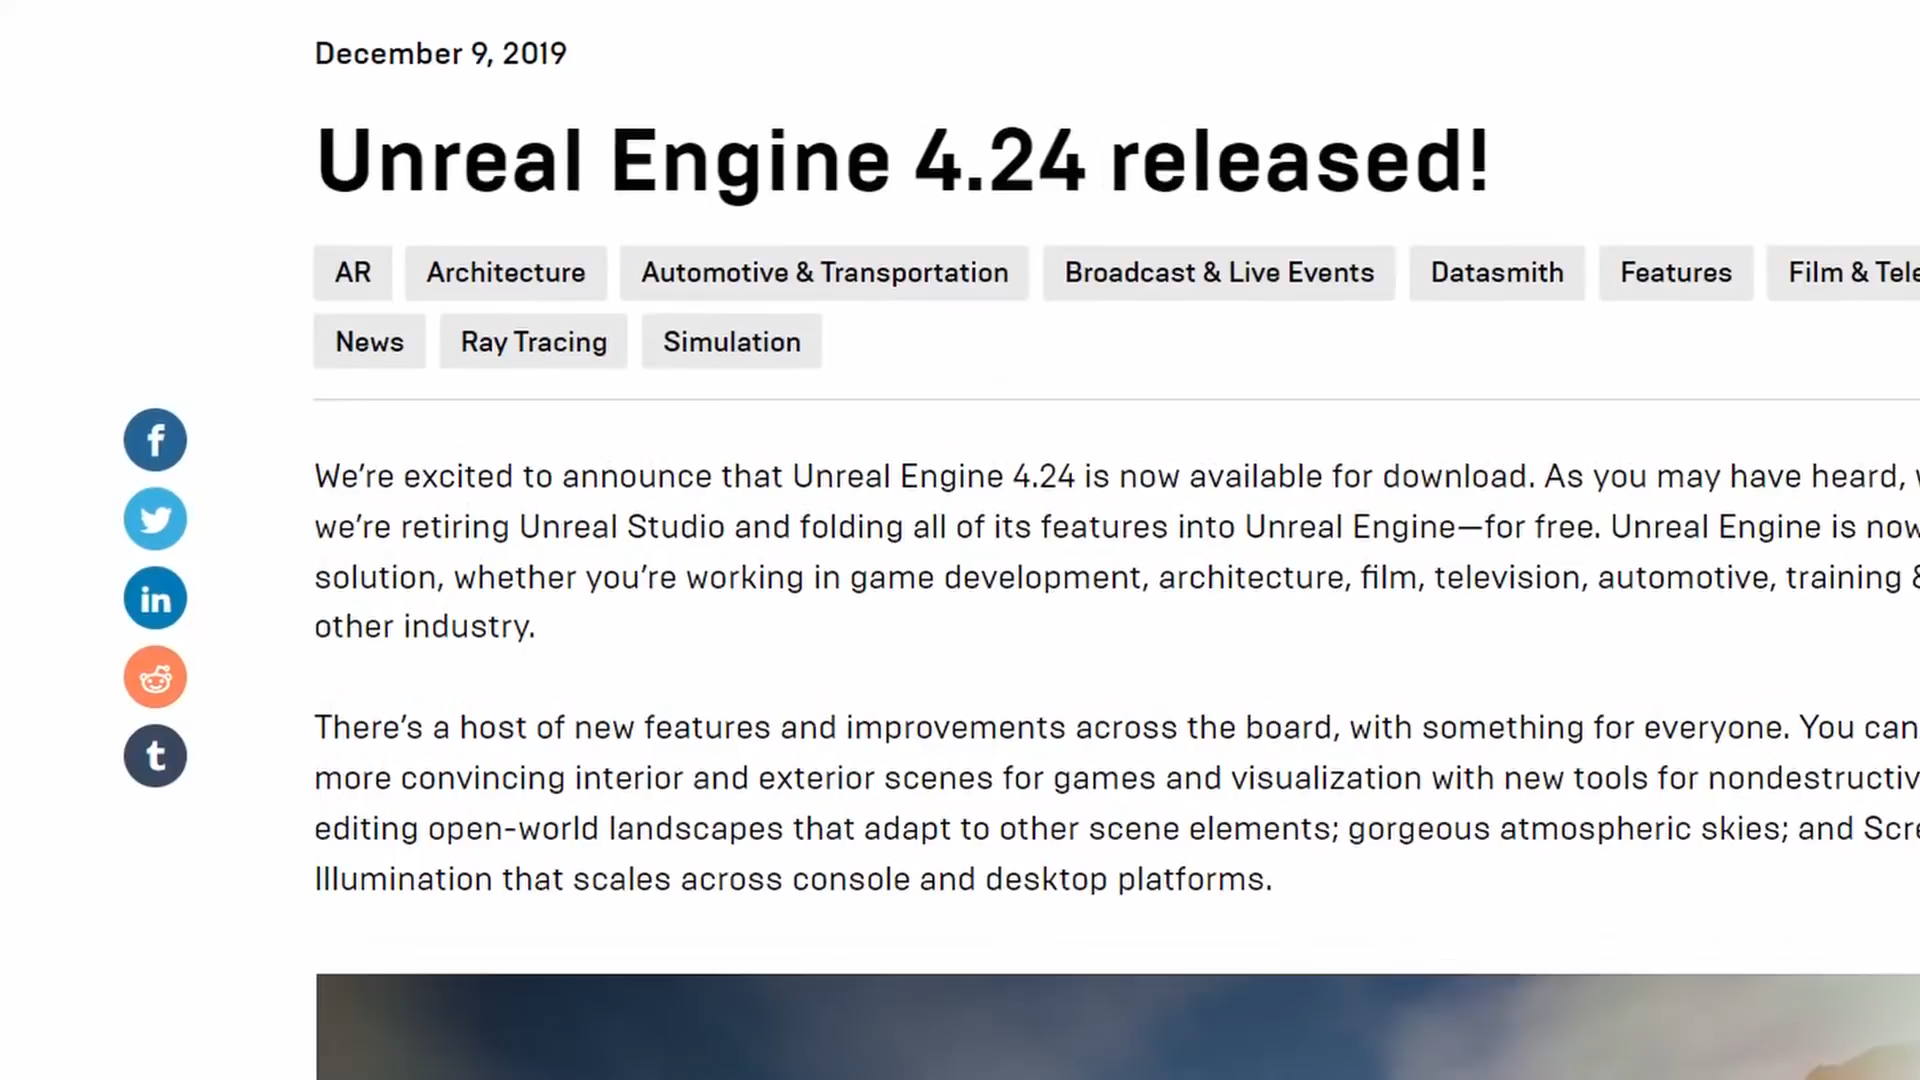 December 9, 2019
Unreal Engine 4.24 released!
AR Architecture Automotive & Transportation Broadcast & Live Events Datasmith Features Film &
News Ray Tracing Simulation
We’re excited to announce that Unreal Engine 4.24 is now available for download. As you may have heard,
we’re retiring Unreal Studio and folding all of its features into Unreal Engine—for free. Unreal Engine is now
solution, whether you’re working in game development, architecture, film, television, automotive, training &
other industry.
There’s a host of new features and improvements across the board, with something for everyone. You can
more convincing interior and exterior scenes for games and visualization with new tools for
editing open-world landscapes that adapt to other scene elements; gorgeous atmospheric skies; and
Illumination that scales across console and desktop platforms.
f
in
t